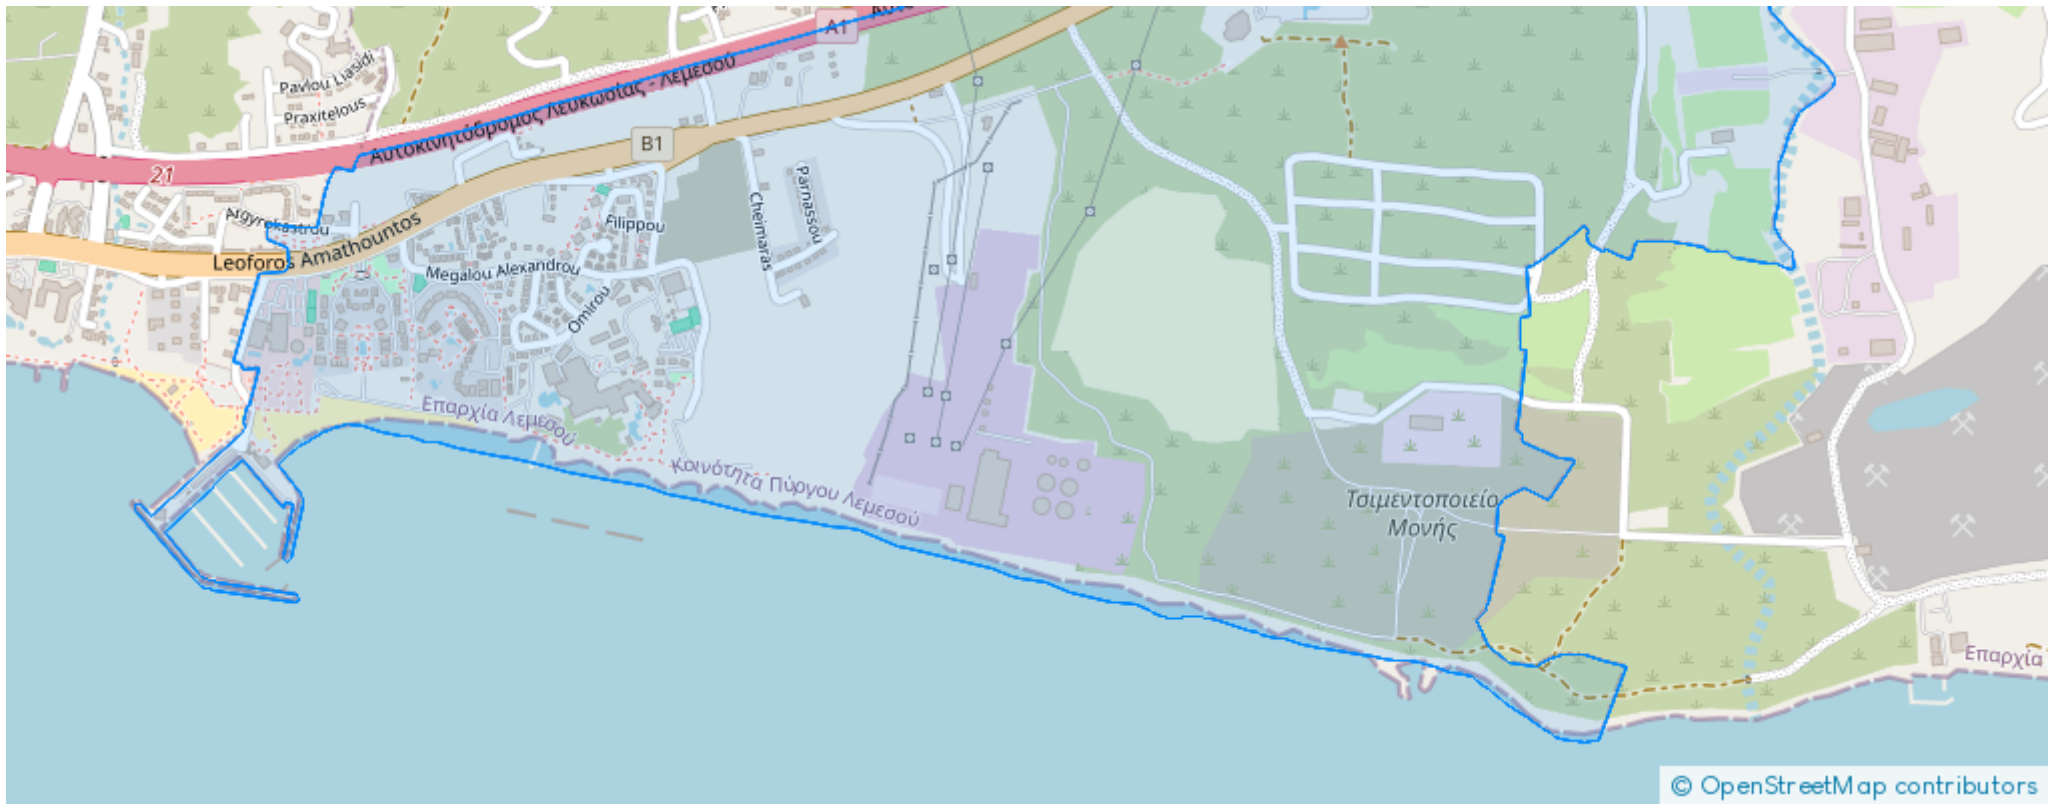 A1
Pavlou Liasidi
Praxitelous
Αυτοκινητόδρομος Λευκωσίας - Λεμεσού
B1
21
Argyrokastrou
Leoforos Amathountos
Filippou
Cheimaras
Parnassou
Megalou Alexandrou
Omirou
Επαρχία Λεμεσού
Κοινότητα Πύργου Λεμεσού
Τσιμεντοποιείο
Μονής
Επαρχία
© OpenStreetMap contributors